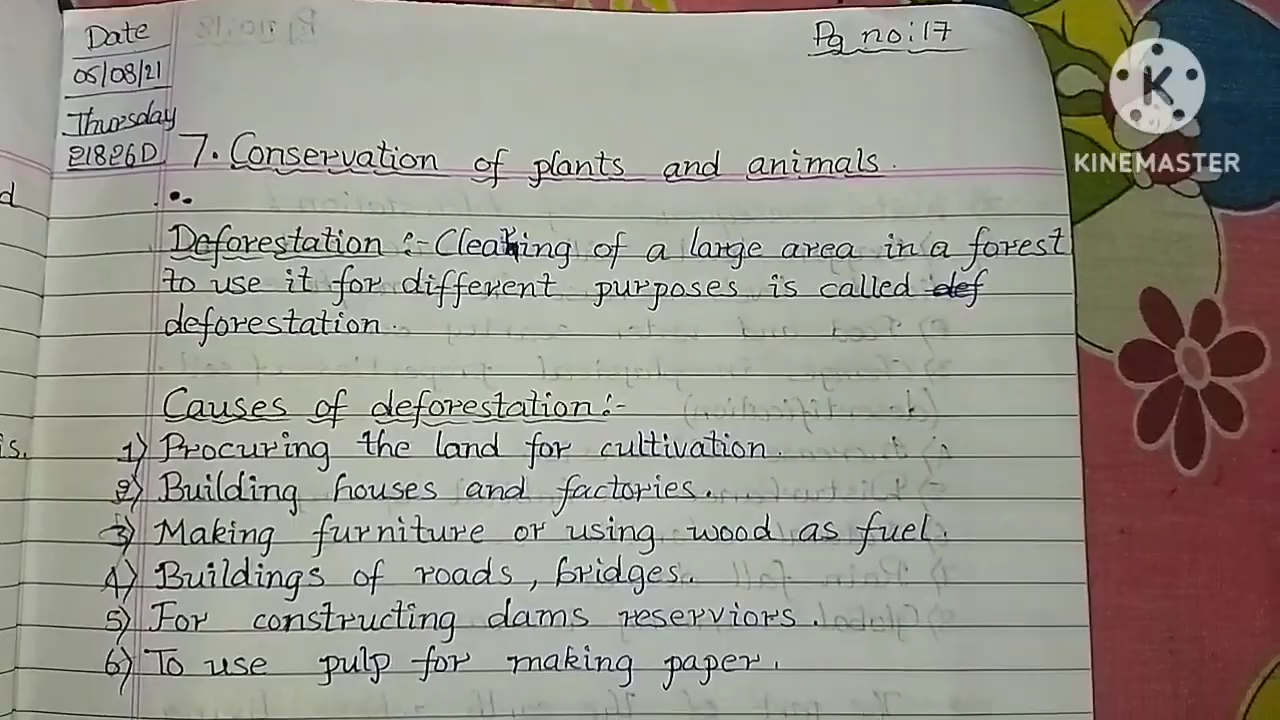 Date
05/08/21
Thursday
21826D
Pg no:17
KINEMASTER
7. Conservation of plants and animals.
Deforestation :- Clearing of a large area in a forest
to use it for different purposes is called def
deforestation.
Causes of deforestation:-
1) Procuring the land for cultivation.
2) Building houses and factories.
3) Making furniture or using wood as fuel.
4) Buildings of roads, bridges.
5) For constructing dams reserviors.
6) To use pulp for making paper.
d
is.